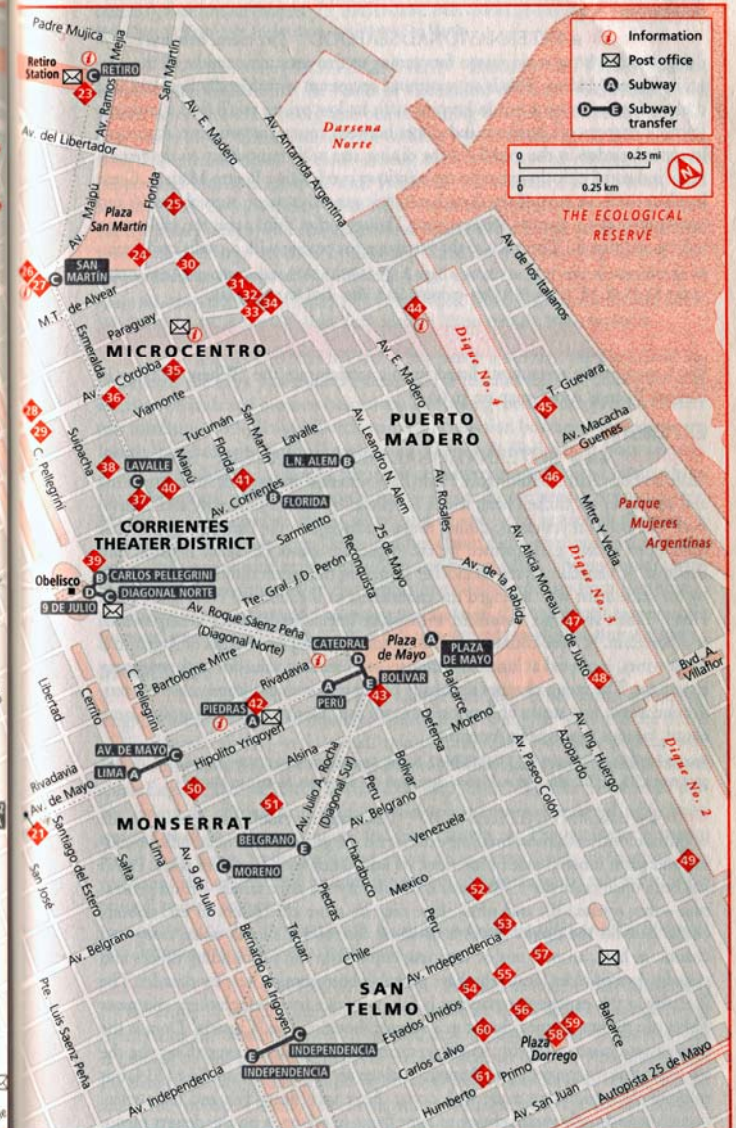 Padre Mujica
Retiro
Station
C
RETIRO
23
Av. Ramos Mejia
San Martín
Av. E. Madero
Av. Antartida Argentina
Darsena
Norte
Information
Post office
A
Subway
D
E
Subway
transfer
0
0.25 mi
0
0.25 km
N
THE ECOLOGICAL
RESERVE
Av. del Libertador
Av. Maipú
Florida
25
Plaza
San Martín
24
30
26
27
C
SAN
MARTÍN
M.T. de Alvear
31
32
33
34
44
Av. de los Italianos
Dique No. 4
Esmeralda
Paraguay
MICROCENTRO
35
Av. Córdoba
36
Viamonte
Av. E. Madero
PUERTO
MADERO
T. Guevara
45
Av. Macacha
Guemes
28
29
C. Pellegrini
Suipacha
Tucumán
San Martín
Lavalle
Av. Leandro N. Alem
38
LAVALLE
C
37
40
Maipú
Florida
41
L.N. ALEM
B
Av. Corrientes
B
FLORIDA
Av. Rosales
46
Mitre Y Vedia
Parque
Mujeres
Argentinas
CORRIENTES
THEATER DISTRICT
Sarmiento
25 de Mayo
Reconquista
Dique No. 3
39
Obelisco
B
CARLOS PELLEGRINI
D
C
DIAGONAL NORTE
9 DE JULIO
Tte. Gral. J.D. Perón
Av. de la Rabida
Av. Alicia Moreau de Justo
47
48
Av. Roque Sáenz Peña
(Diagonal Norte)
Bartolome Mitre
CATEDRAL
D
Plaza
de Mayo
A
PLAZA
DE MAYO
Rivadavia
A
PERÚ
E
BOLÍVAR
43
Bvd. A.
Villaflor
Libertad
Cerrito
C. Pellegrini
42
PIEDRAS
A
Hipolito Yrigoyen
Balcarce
Moreno
Defensa
AV. DE MAYO
C
LIMA
A
Alsina
Bolívar
Av. Paseo Colón
Azopardo
Av. Ing. Huergo
Dique No. 2
Rivadavia
Av. de Mayo
21
50
51
Av. Julio A. Rocha
(Diagonal Sur)
Peru
Av. Belgrano
MONSERRAT
BELGRANO
E
Venezuela
C
MORENO
Chacabuco
Mexico
49
San José
Santiago del Estero
Salta
Lima
Av. 9 de Julio
Piedras
Peru
52
53
Av. Belgrano
Bernardo de Irigoyen
Tacuari
Chile
Av. Independencia
57
SAN
TELMO
54
55
56
Estados Unidos
60
58
59
Plaza
Dorrego
Balcarce
Pte. Luis Saenz Peña
C
INDEPENDENCIA
E
INDEPENDENCIA
Carlos Calvo
61
Humberto Primo
Av. Independencia
Av. San Juan
Autopista 25 de Mayo